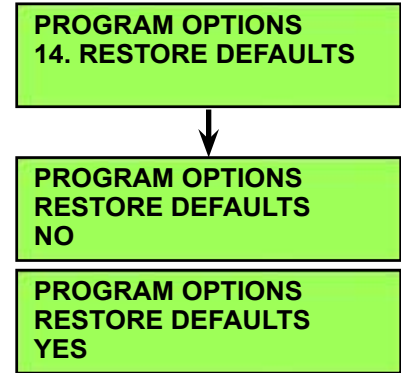 PROGRAM OPTIONS
14. RESTORE DEFAULTS
PROGRAM OPTIONS
RESTORE DEFAULTS
NO
PROGRAM OPTIONS
RESTORE DEFAULTS
YES